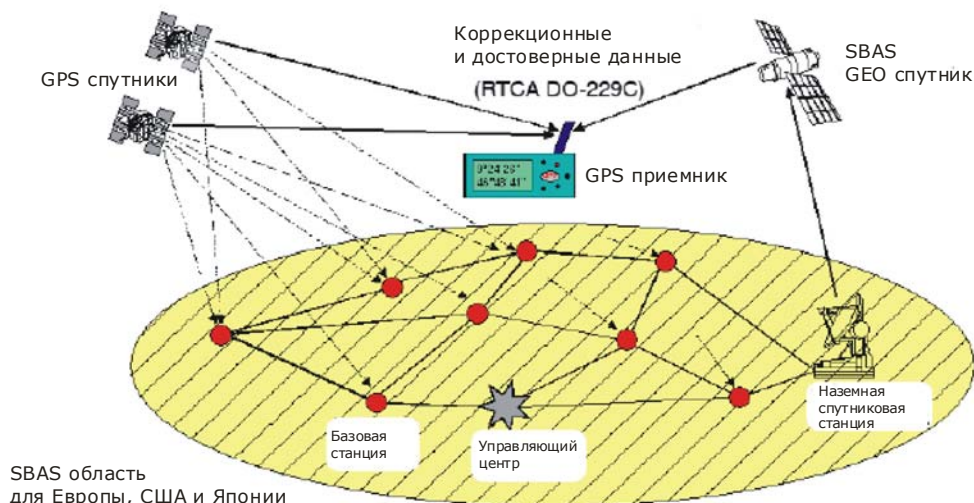 Коррекционные
и достоверные данные
(RTCA DO-229C)
GPS спутники
SBAS
GEO спутник
GPS приемник
Наземная
спутниковая
станция
Базовая
станция
Управляющий
центр
SBAS область
для Европы, США и Японии